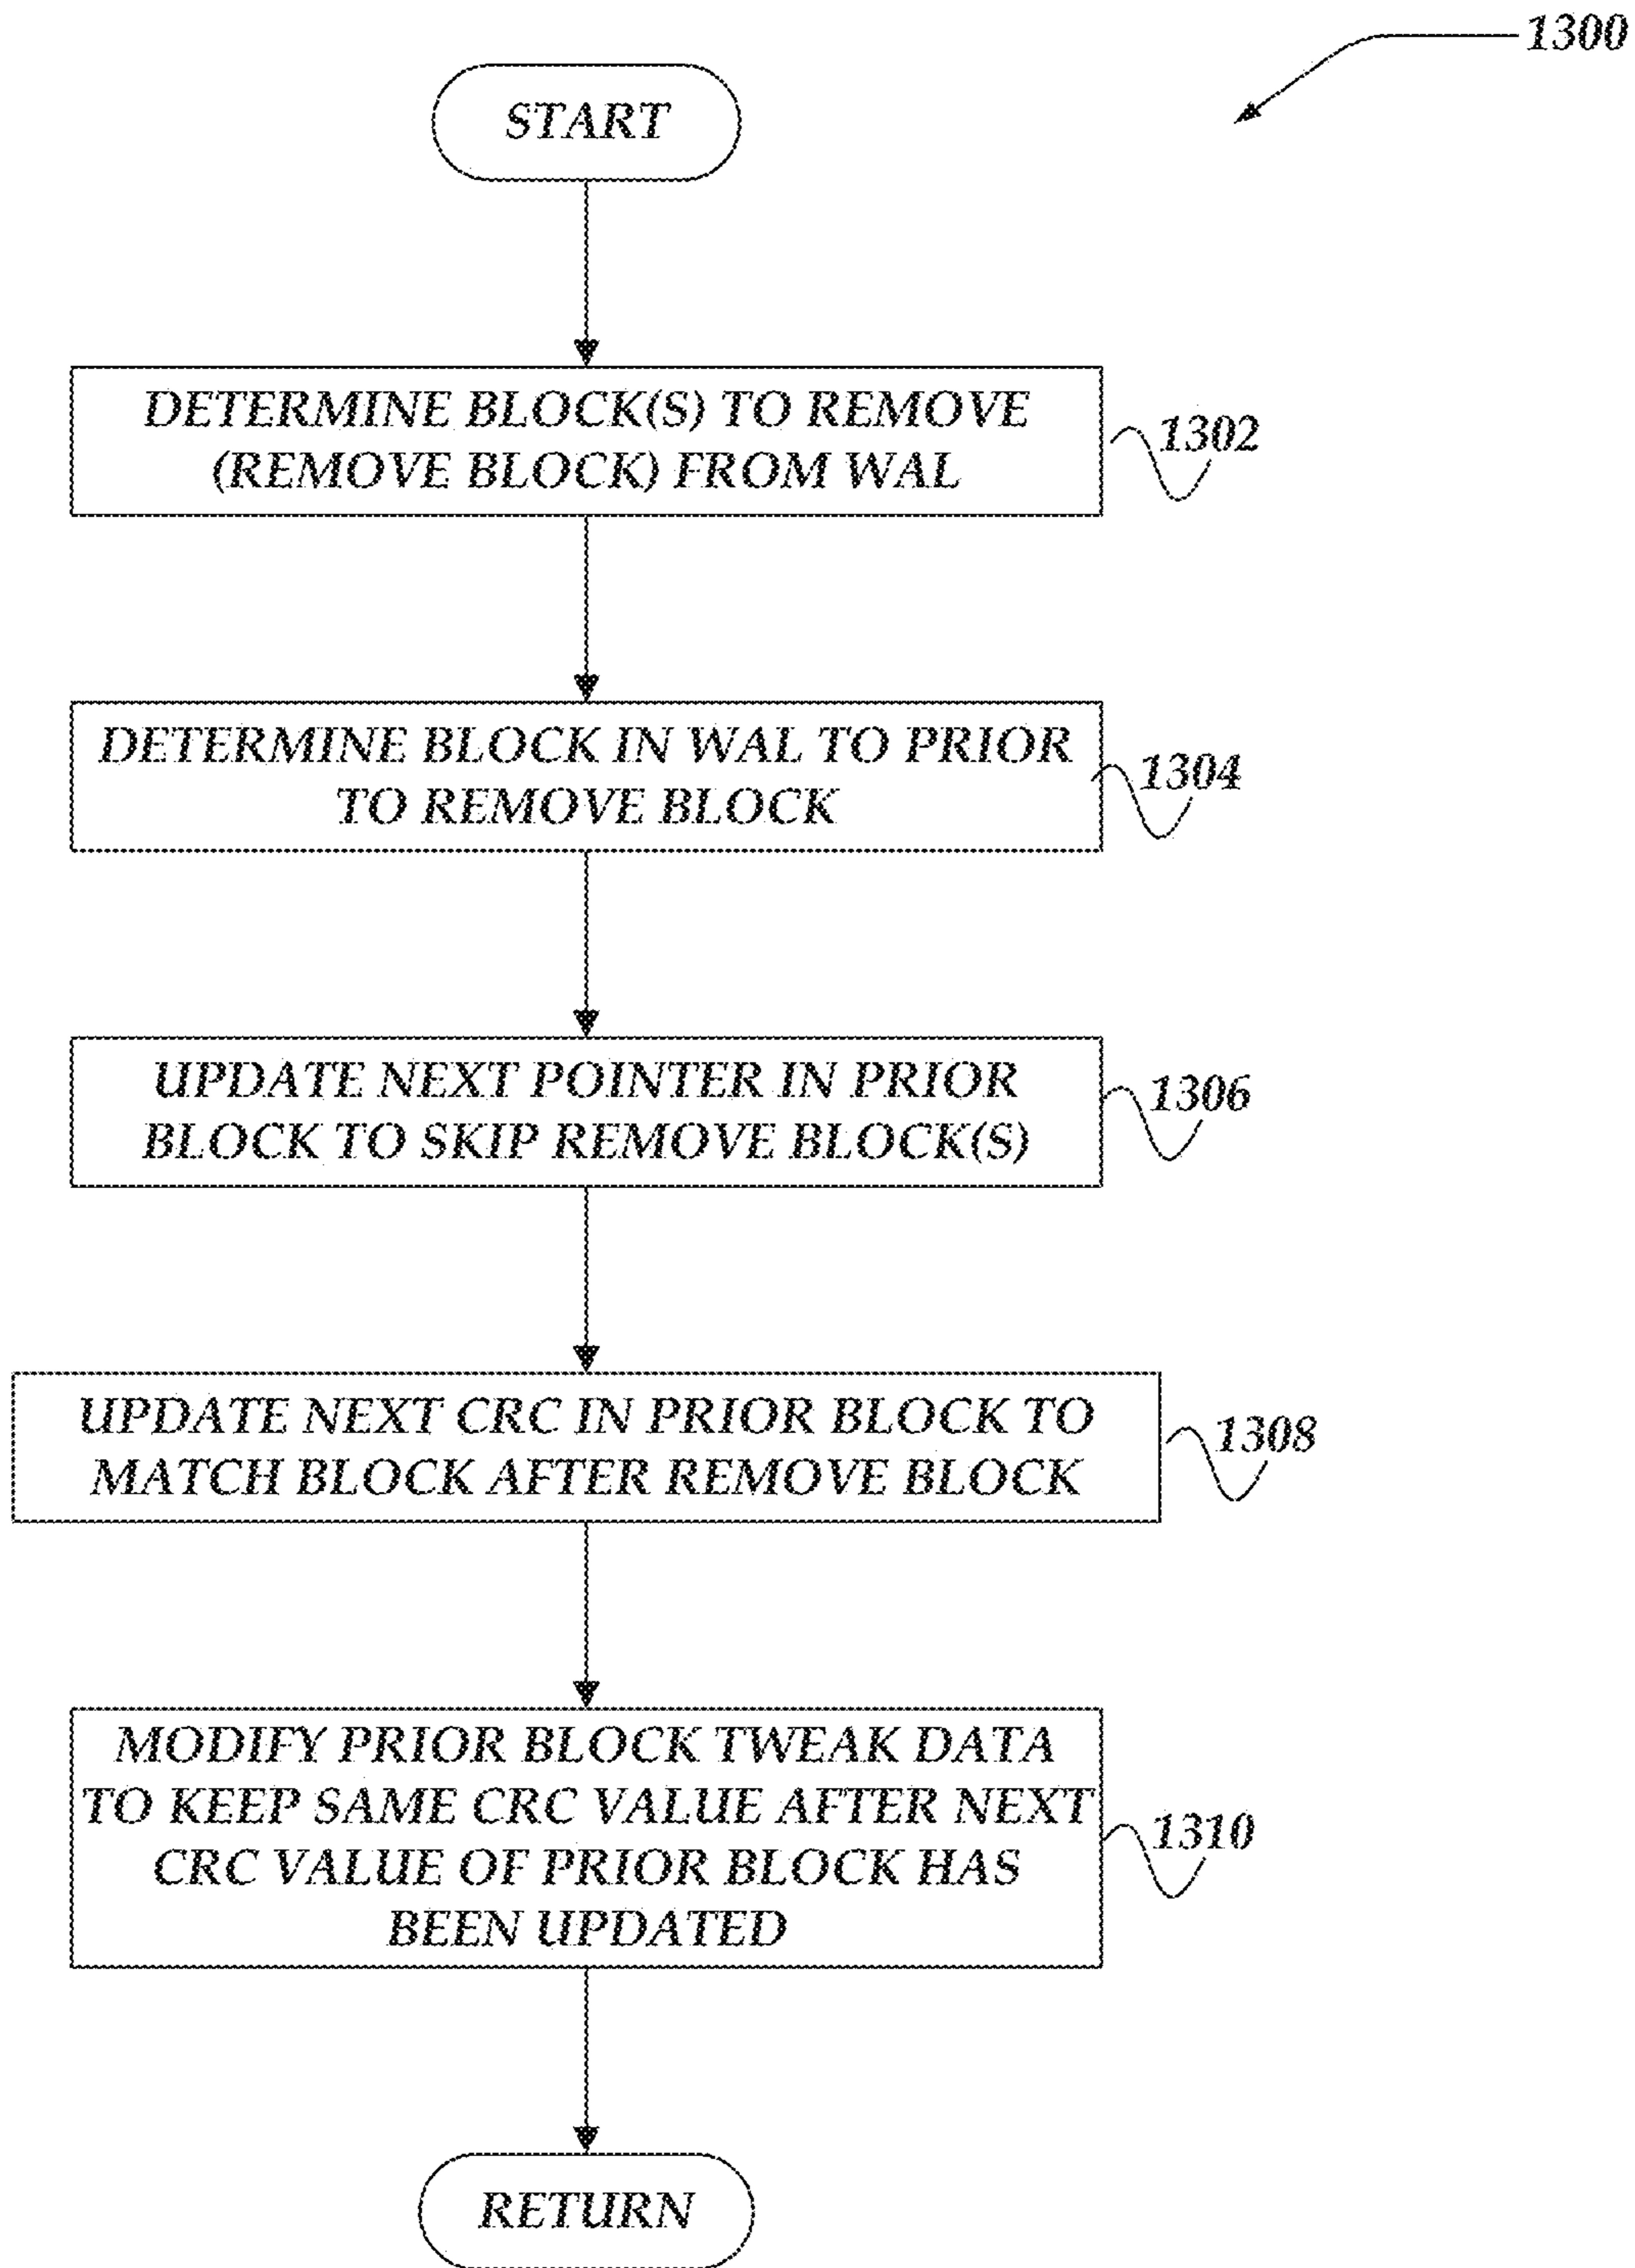 1300
START
DETERMINE BLOCK(S) TO REMOVE
(REMOVE BLOCK) FROM WAL
1302
DETERMINE BLOCK IN WAL TO PRIOR
TO REMOVE BLOCK
1304
UPDATE NEXT POINTER IN PRIOR
BLOCK TO SKIP REMOVE BLOCK(S)
1306
UPDATE NEXT CRC IN PRIOR BLOCK TO
MATCH BLOCK AFTER REMOVE BLOCK
1308
MODIFY PRIOR BLOCK TWEAK DATA
TO KEEP SAME CRC VALUE AFTER NEXT
CRC VALUE OF PRIOR BLOCK HAS
BEEN UPDATED
1310
RETURN